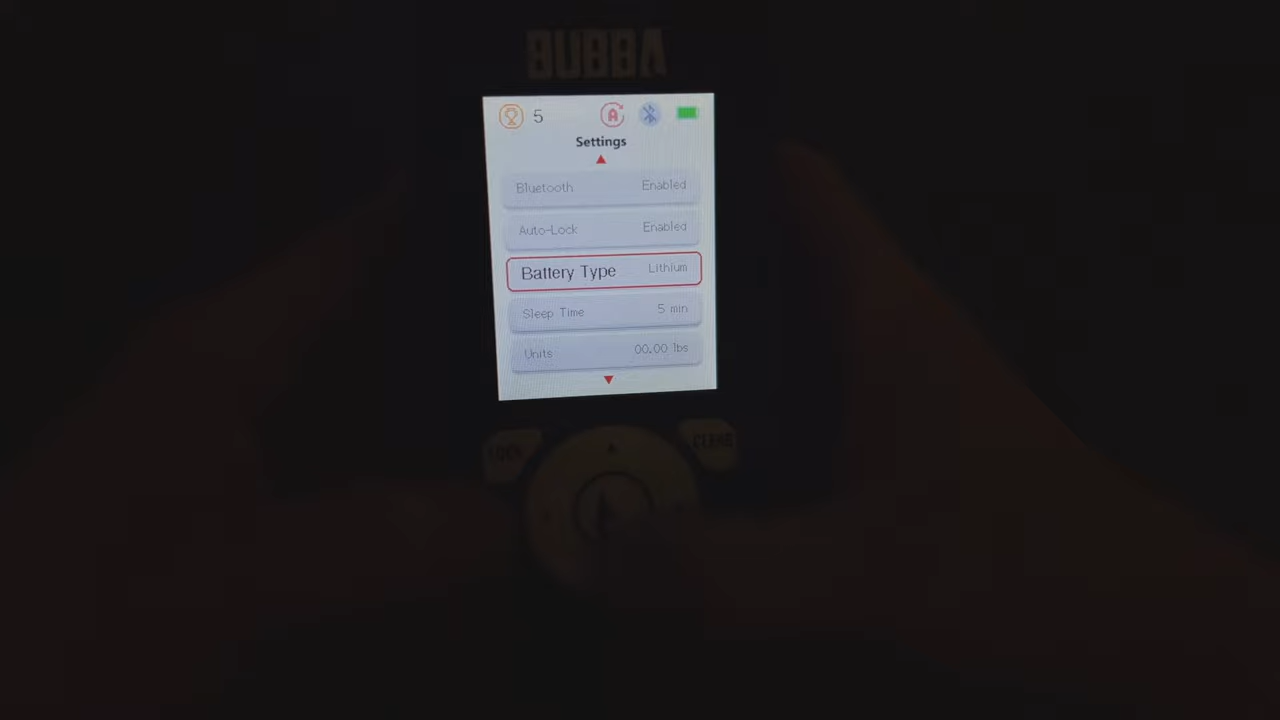 BUBBA
5
Settings
Bluetooth Enabled
Auto-Lock Enabled
Battery Type Lithium
Sleep Time 5 min
Units 00.00 lbs
LOCK